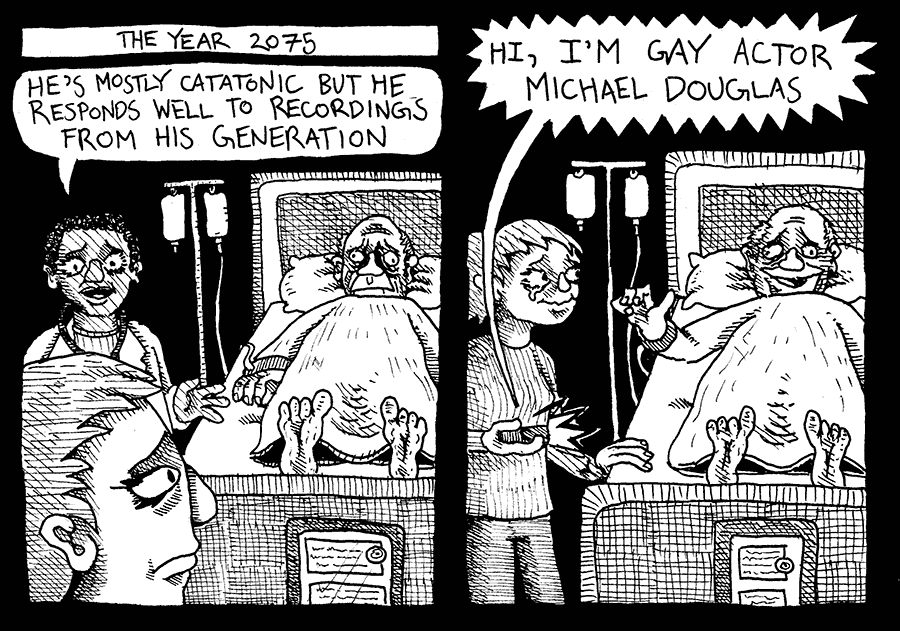 THE YEAR 2075
HE'S MOSTLY CATATONIC BUT HE
RESPONDS WELL TO RECORDINGS
FROM HIS GENERATION
HI, I'M GAY ACTOR
MICHAEL DOUGLAS